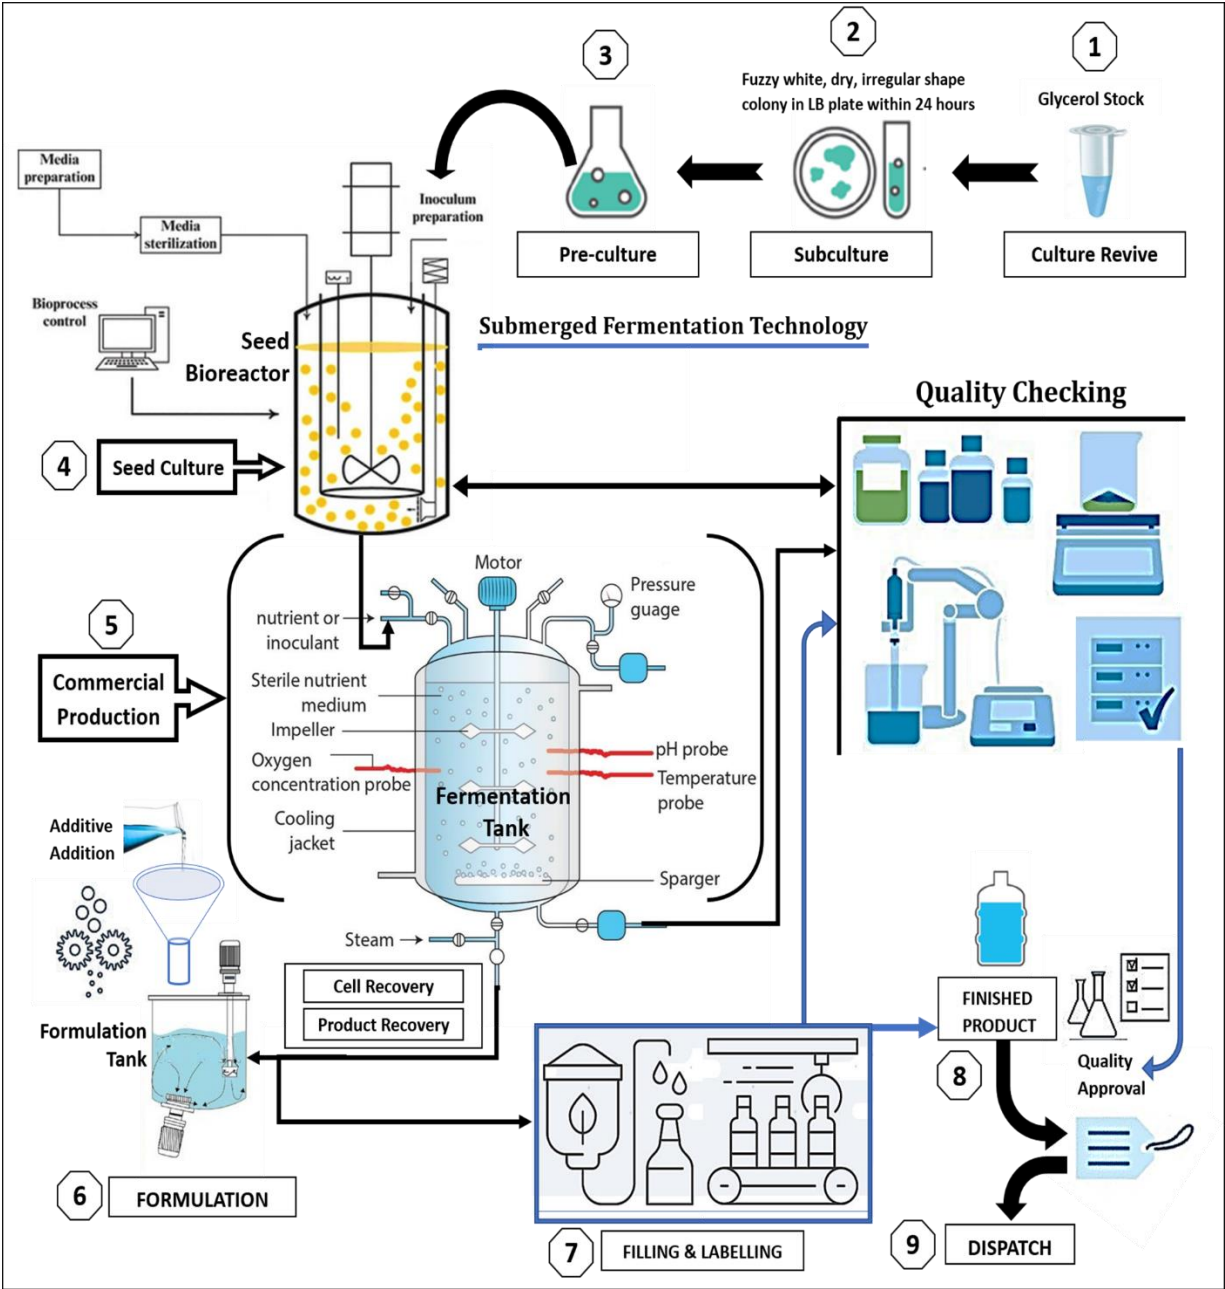 3
2
1
Fuzzy white, dry, irregular shape
colony in LB plate within 24 hours
Glycerol Stock
Media
preparation
Inoculum
preparation
Media
sterilization
Pre-culture
Subculture
Culture Revive
Bioprocess
control
Submerged Fermentation Technology
Seed
Bioreactor
Quality Checking
4
Seed Culture
5
Commercial
Production
Motor
Pressure
guage
nutrient or
inoculant
Sterile nutrient
medium
Impeller
Oxygen
concentration probe
pH probe
Temperature
probe
Fermentation
Tank
Cooling
jacket
Sparger
Steam
Additive
Addition
Cell Recovery
Product Recovery
Formulation
Tank
6
FORMULATION
7
FILLING & LABELLING
FINISHED
PRODUCT
8
Quality
Approval
9
DISPATCH